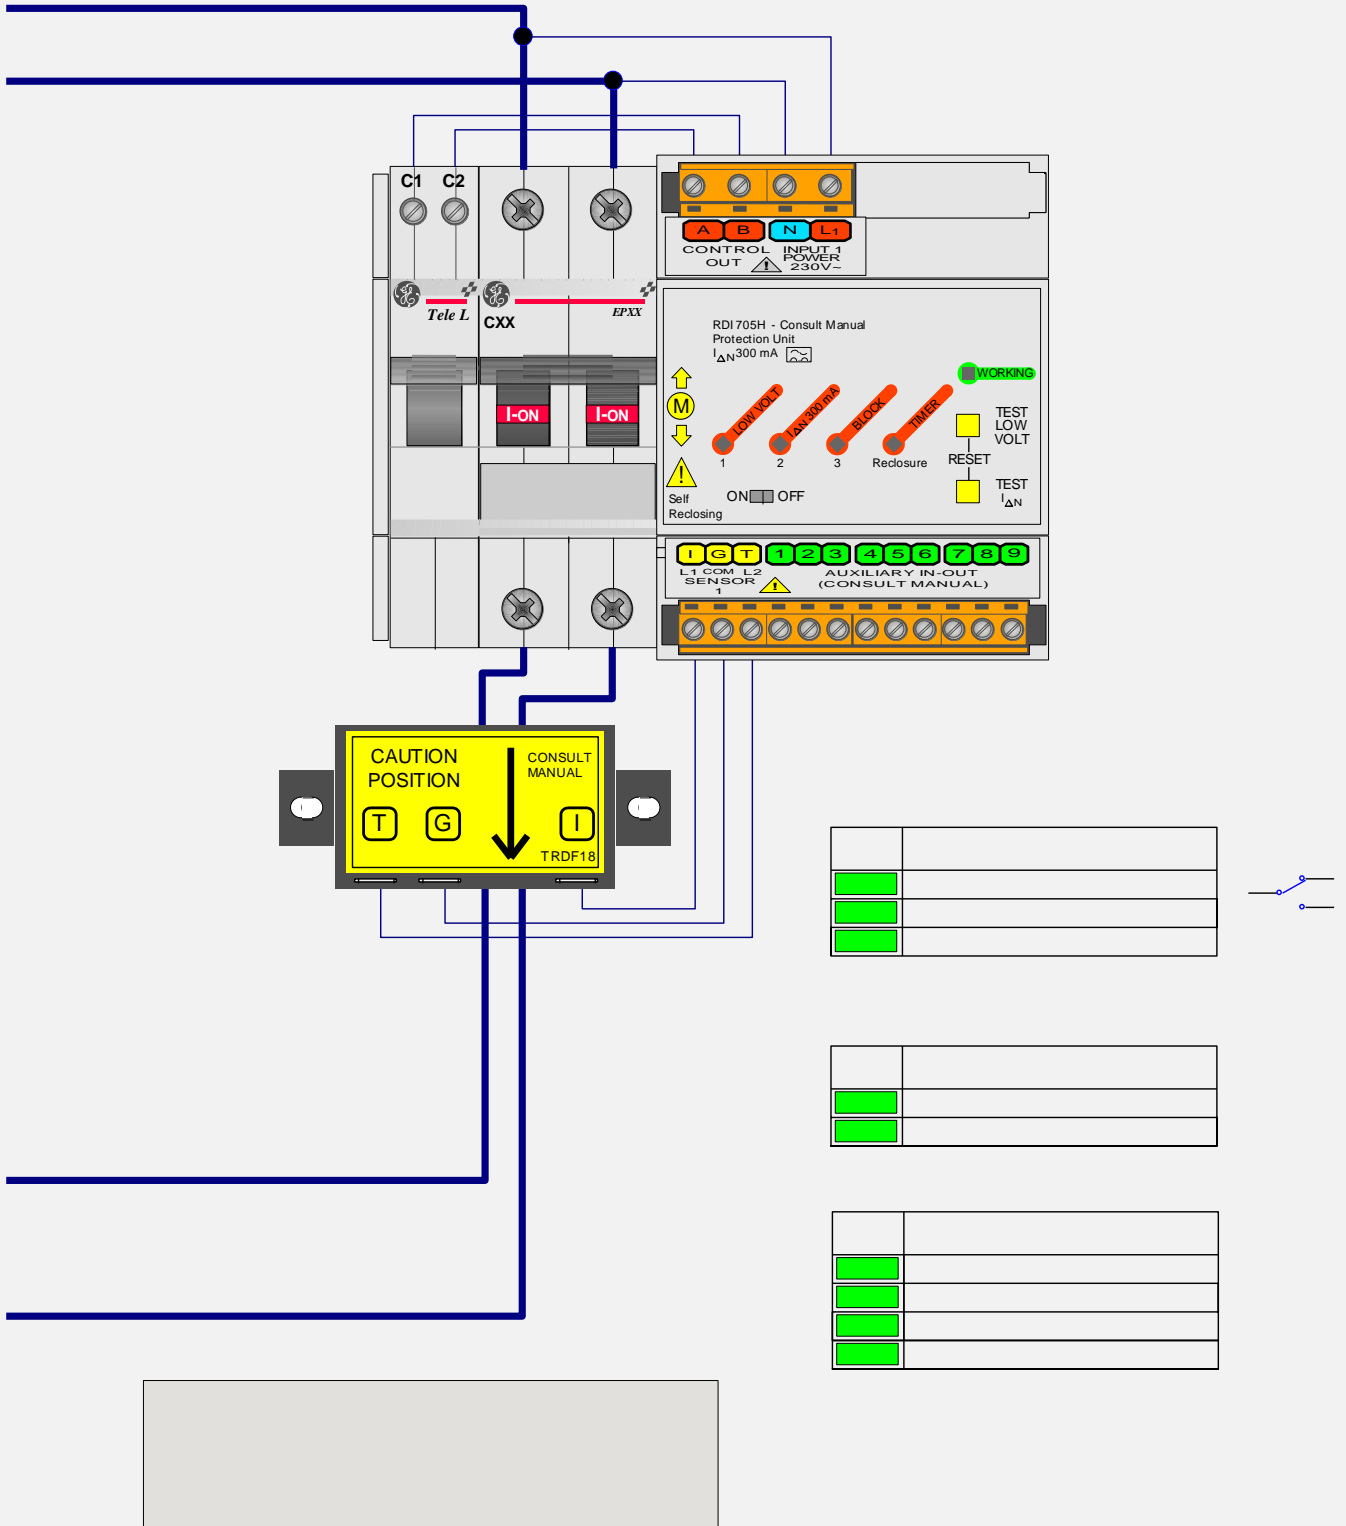 C1 C2
A B N L1
CONTROL OUT
INPUT 1
POWER
230V~
Tele L
CXX
EPXX
RDI 705H - Consult Manual
Protection Unit
I∆N 300 mA
WORKING
M
LOW VOLT
I∆N 300 mA
BLOCK
TIMER
1 2 3 Reclosure
TEST
LOW
VOLT
RESET
TEST
I∆N
I-ON I-ON
!
Self
Reclosing
ON OFF
I G T 1 2 3 4 5 6 7 8 9
L1 COM L2
SENSOR
1
!
AUXILIARY IN-OUT
(CONSULT MANUAL)
CAUTION
POSITION
CONSULT
MANUAL
T G I
TRDF18